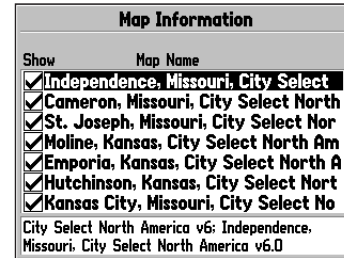 Map Information
Show Map Name
Independence, Missouri, City Select
Cameron, Missouri, City Select North
St. Joseph, Missouri, City Select Nor
Moline, Kansas, City Select North Am
Emporia, Kansas, City Select North A
Hutchinson, Kansas, City Select Nort
Kansas City, Missouri, City Select No
City Select North America v6; Independence,
Missouri, City Select North America v6.0